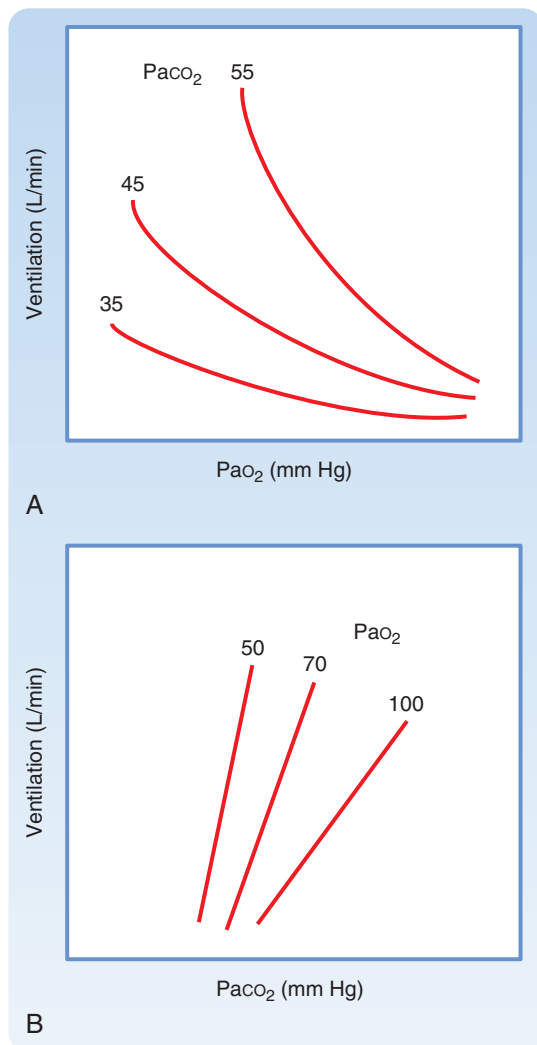 PaCO₂ 55
45
35
Ventilation (L/min)
PaO₂ (mm Hg)
A
PaO₂
50
70
100
Ventilation (L/min)
PaCO₂ (mm Hg)
B